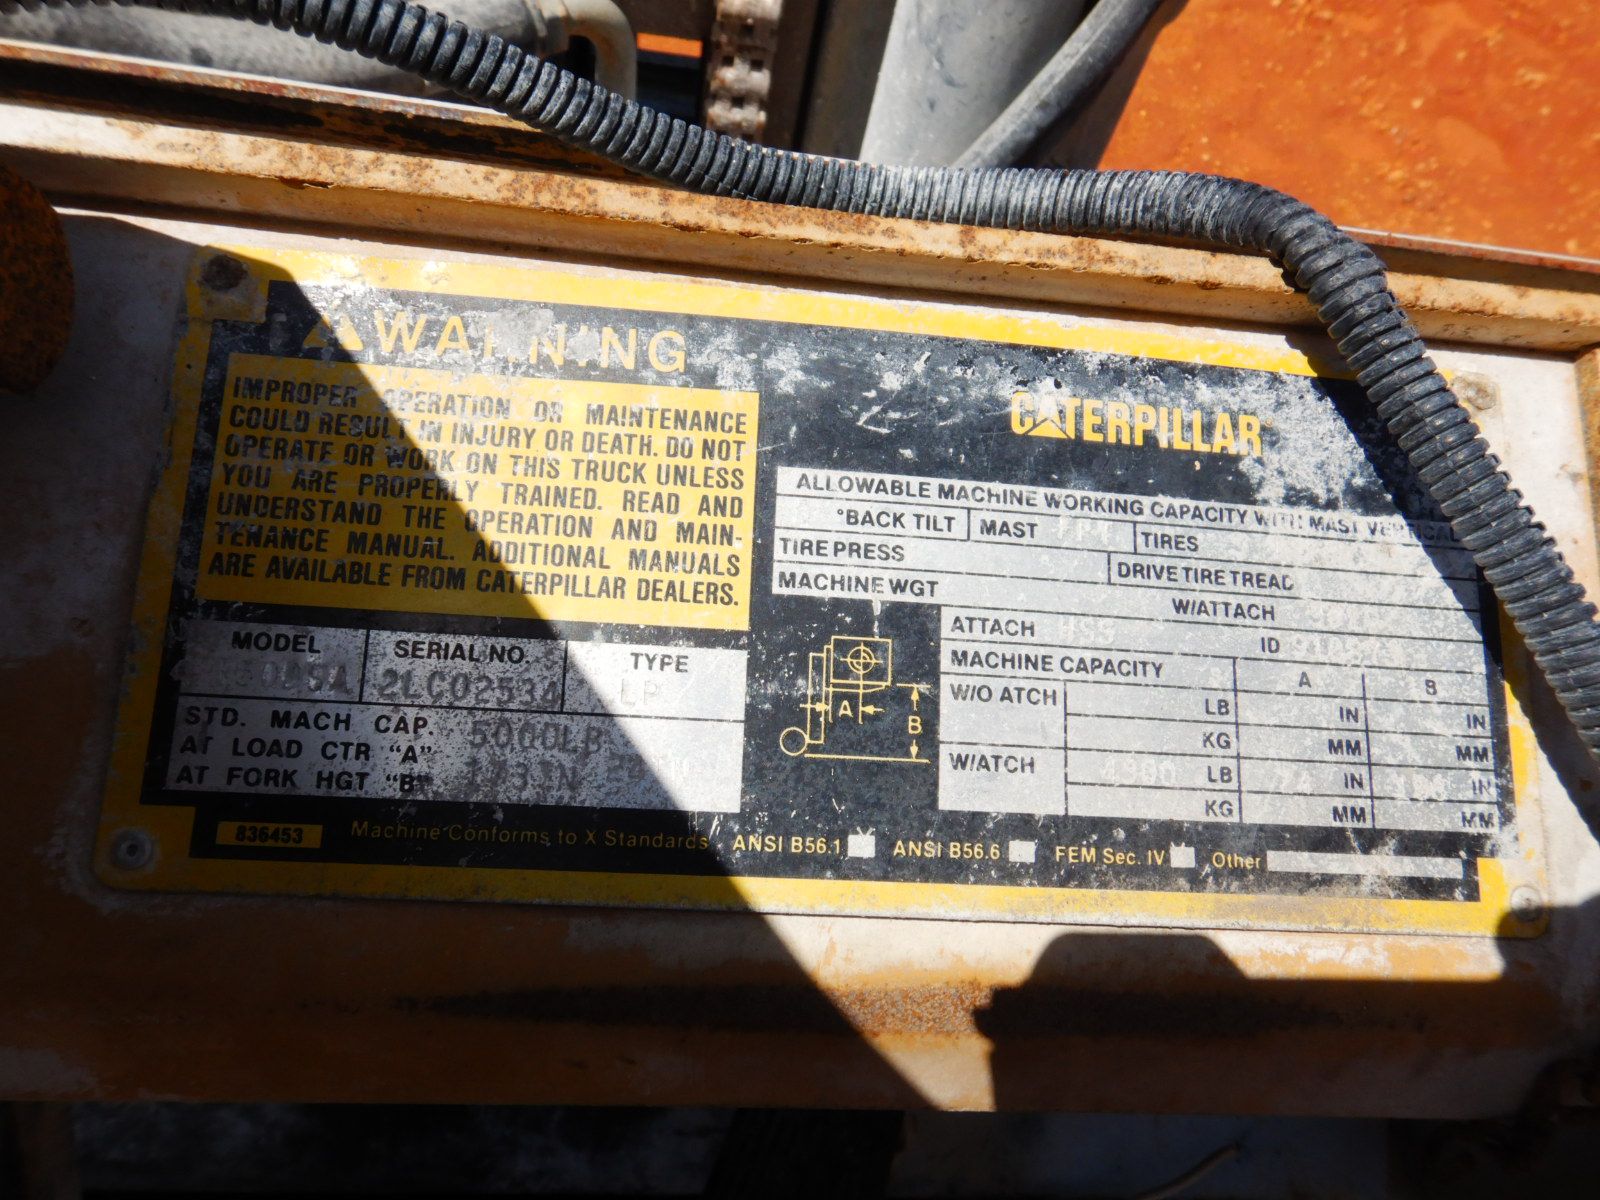 WARNING
IMPROPER OPERATION OR MAINTENANCE
COULD RESULT IN INJURY OR DEATH. DO NOT
OPERATE OR WORK ON THIS TRUCK UNLESS
YOU ARE PROPERLY TRAINED. READ AND
UNDERSTAND THE OPERATION AND MAIN-
TENANCE MANUAL. ADDITIONAL MANUALS
ARE AVAILABLE FROM CATERPILLAR DEALERS.
MODEL SERIAL NO. TYPE
2LC02534 LP
STD. MACH CAP. 5000LB
AT LOAD CTR "A"
AT FORK HGT "B"
836453 Machine Conforms to X Standards ANSI B56.1 ANSI B56.6 FEM Sec. IV Other
CATERPILLAR
ALLOWABLE MACHINE WORKING CAPACITY WITH MAST VERTICAL
°BACK TILT MAST TIRES
TIRE PRESS DRIVE TIRE TREAD
MACHINE WGT W/ATTACH
ATTACH HSS ID
MACHINE CAPACITY A B
W/O ATCH LB IN IN
KG MM MM
W/ATCH 4900 LB 24 IN IN
KG MM MM
A
B